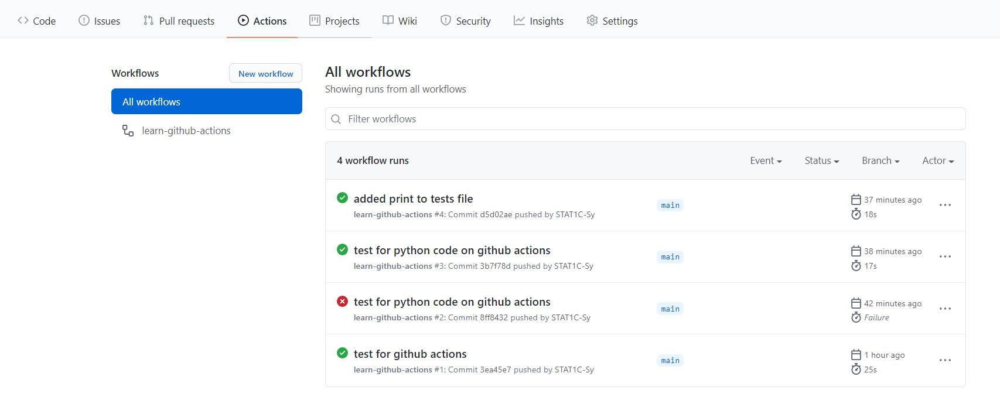 Code Issues Pull requests Actions Projects Wiki Security Insights Settings
Workflows
New workflow
All workflows
learn-github-actions
All workflows
Showing runs from all workflows
Filter workflows
4 workflow runs Event Status Branch Actor
added print to tests file
learn-github-actions #4: Commit d5d02ae pushed by STAT1C-Sy
main
37 minutes ago
18s
test for python code on github actions
learn-github-actions #3: Commit 3b7f78d pushed by STAT1C-Sy
main
38 minutes ago
17s
test for python code on github actions
learn-github-actions #2: Commit 8ff8432 pushed by STAT1C-Sy
main
42 minutes ago
Failure
test for github actions
learn-github-actions #1: Commit 3ea45e7 pushed by STAT1C-Sy
main
1 hour ago
25s